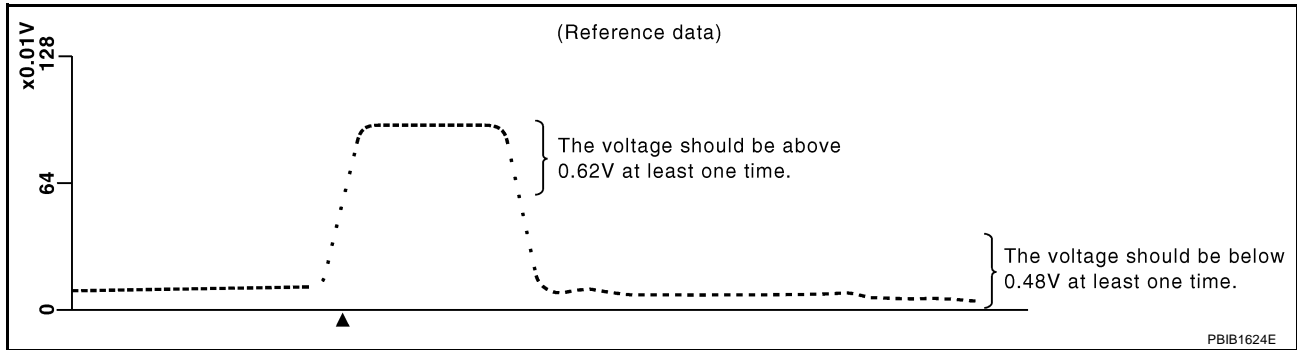 (Reference data)
x0.01V
128
64
0
The voltage should be above
0.62V at least one time.
The voltage should be below
0.48V at least one time.
PBIB1624E